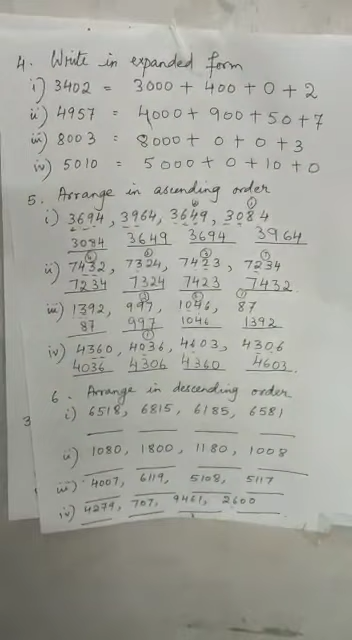 4. Write in expanded form
i) 3402 = 3000 + 400 + 0 + 2
ii) 4957 = 4000 + 900 + 50 + 7
iii) 8003 = 8000 + 0 + 0 + 3
iv) 5010 = 5000 + 0 + 10 + 0
5. Arrange in ascending order
i) 3694, 3964, 3649, 3084
3084 3649 3694 3964
ii) 7432, 7324, 7423, 7234
7234 7324 7423 7432
iii) 1392, 997, 1046, 87
87 997 1046 1392
iv) 4360, 4036, 4603, 4306
4036 4306 4360 4603
6. Arrange in descending order
i) 6518, 6815, 6185, 6581
3
ii) 1080, 1800, 1180, 1008
iii) 4007, 6119, 5108, 5117
iv) 4279, 707, 9461, 2600